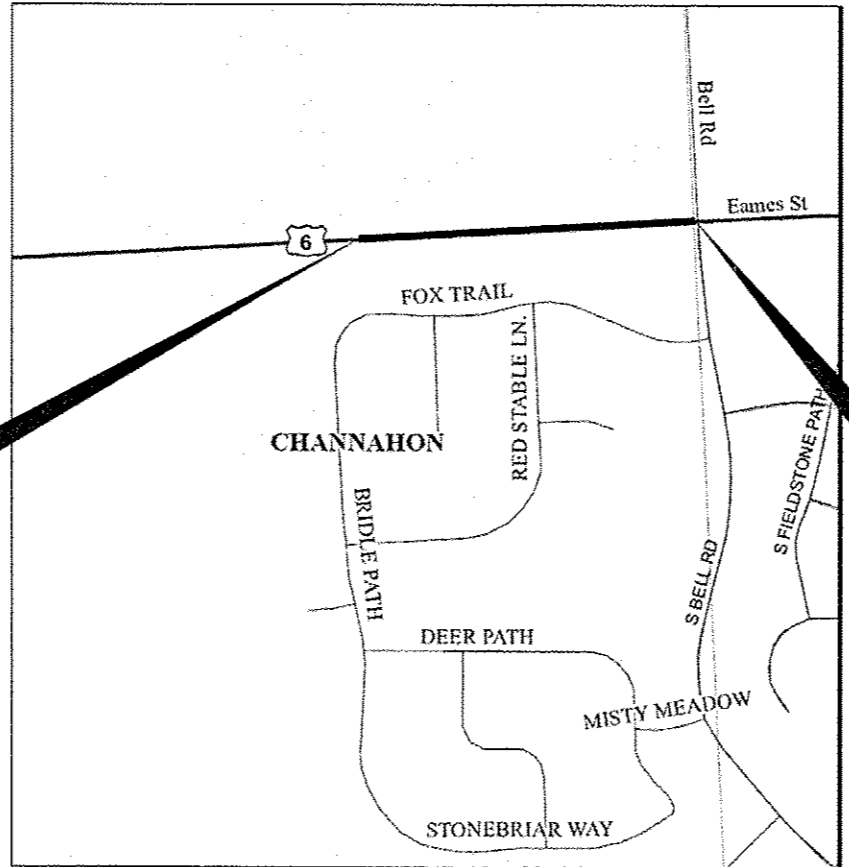 Bell Rd
Eames St
6
FOX TRAIL
RED STABLE LN.
CHANNAHON
S FIELDSTONE PATH
BRIDLE PATH
S BELL RD
DEER PATH
MISTY MEADOW
STONEBRIAR WAY